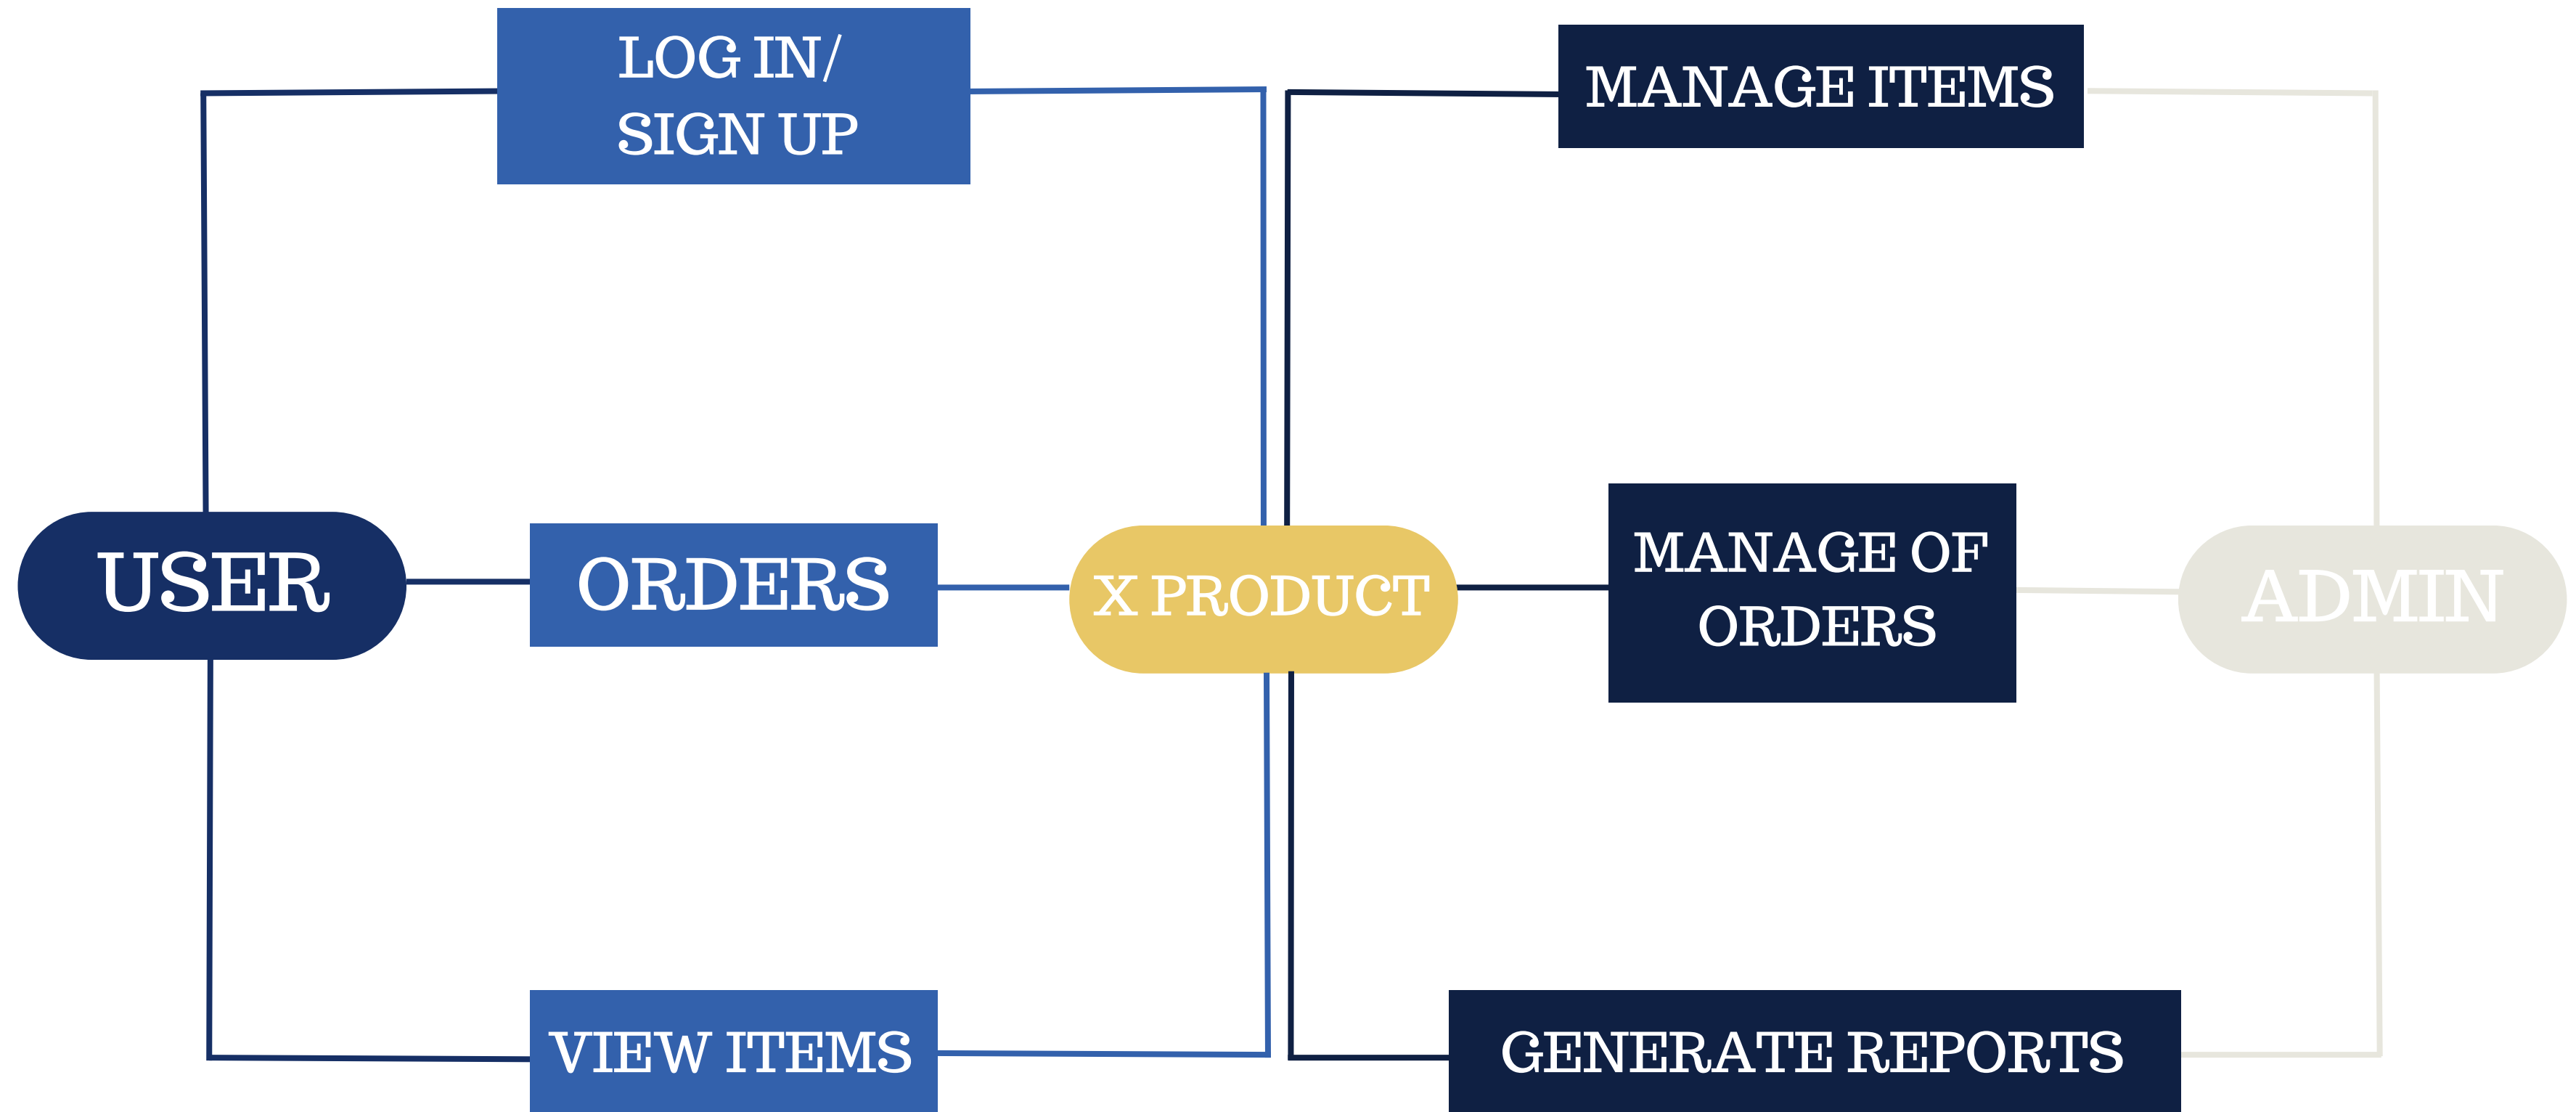 LOG IN/
SIGN UP
MANAGE ITEMS
USER
ORDERS
X PRODUCT
MANAGE OF
ORDERS
ADMIN
VIEW ITEMS
GENERATE REPORTS